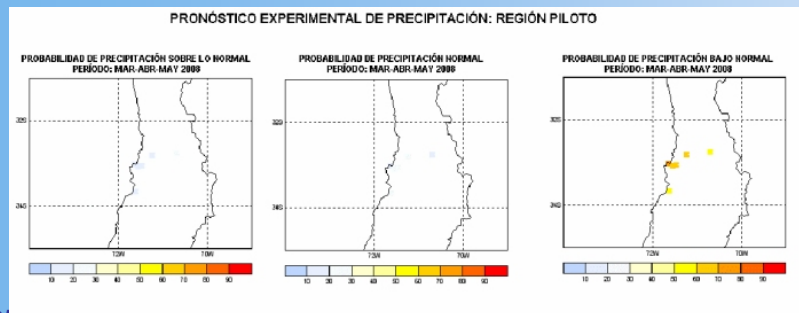 PRONÓSTICO EXPERIMENTAL DE PRECIPITACIÓN: REGIÓN PILOTO
PROBABILIDAD DE PRECIPITACIÓN SOBRE LO NORMAL
PERÍODO: MAR-ABR-MAY 2008
32S
34S
72W 70W
10 20 30 40 50 60 70 80 90
PROBABILIDAD DE PRECIPITACIÓN NORMAL
PERÍODO: MAR-ABR-MAY 2008
32S
34S
72W 70W
10 20 30 40 50 60 70 80 90
PROBABILIDAD DE PRECIPITACIÓN BAJO NORMAL
PERÍODO: MAR-ABR-MAY 2008
32S
34S
72W 70W
10 20 30 40 50 60 70 80 90